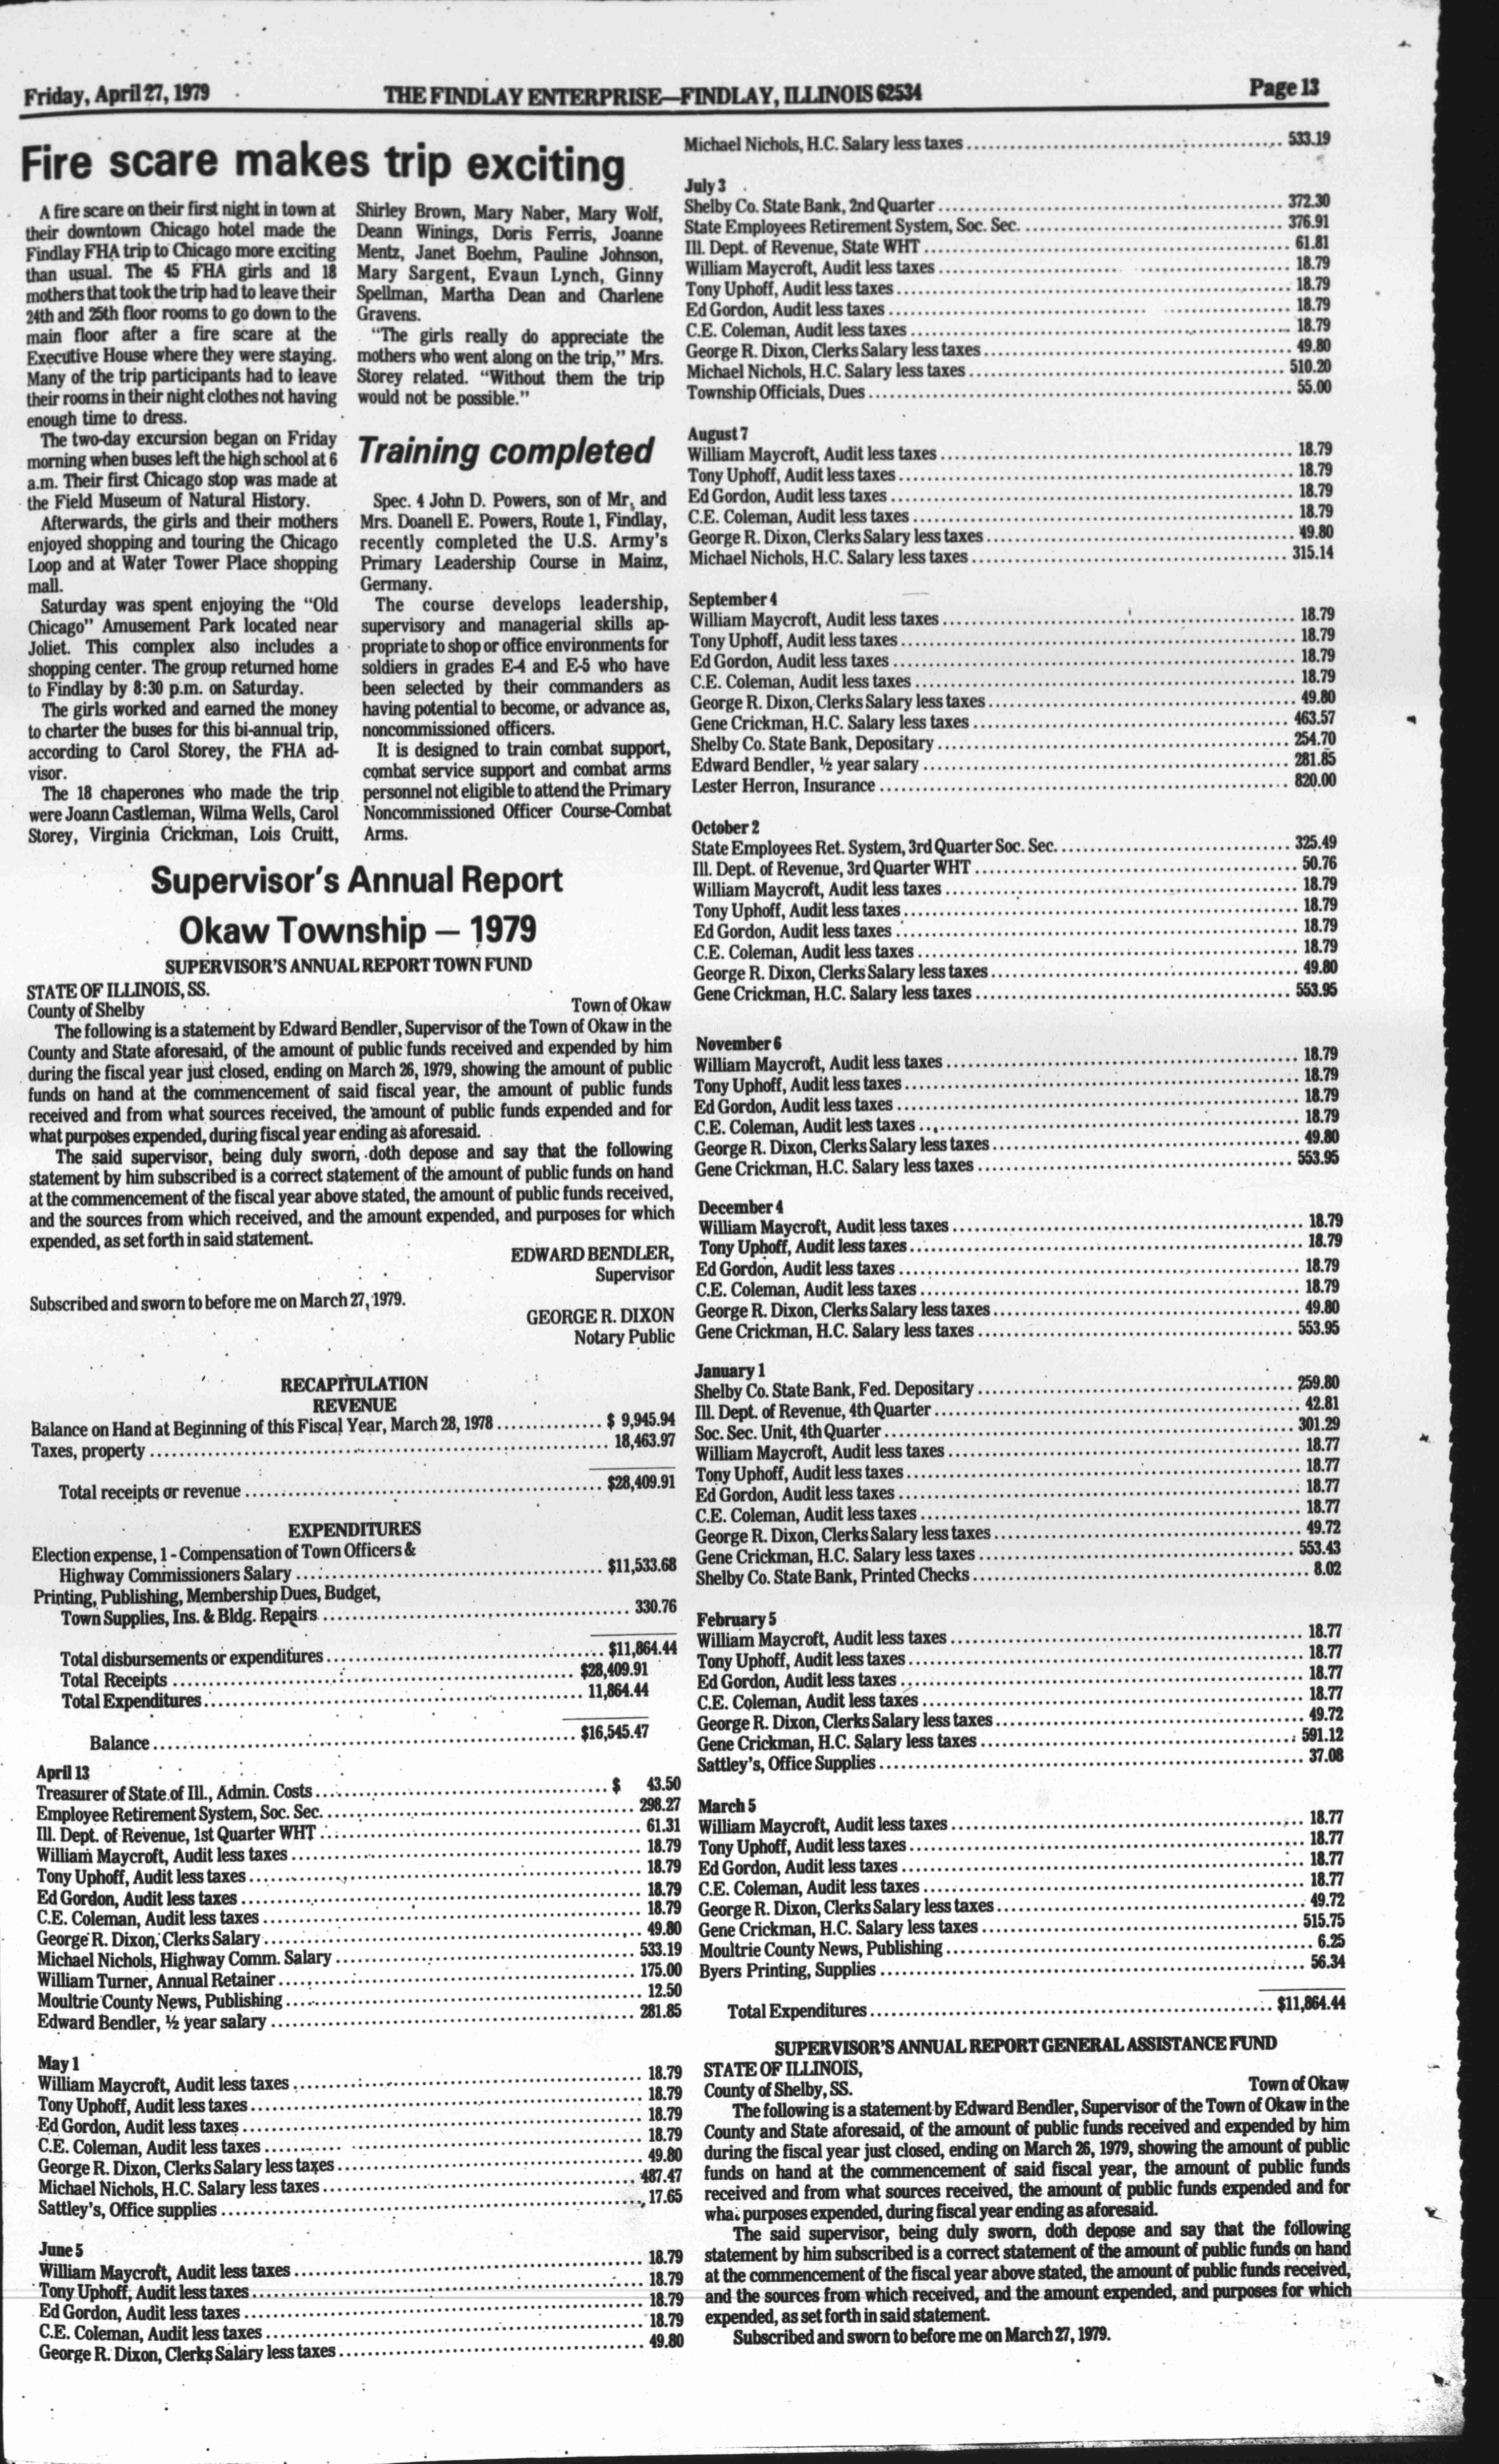 Friday, April 27, 1979
THE FINDLAY ENTERPRISE—FINDLAY, ILLINOIS 62534
Page 13
Fire scare makes trip exciting
A fire scare on their first night in town at
their downtown Chicago hotel made the
Findlay FHA trip to Chicago more exciting
than usual. The 45 FHA girls and 18
mothers that took the trip had to leave their
24th and 25th floor rooms to go down to the
main floor after a fire scare at the
Executive House where they were staying.
Many of the trip participants had to leave
their rooms in their night clothes not having
enough time to dress.
The two-day excursion began on Friday
morning when buses left the high school at 6
a.m. Their first Chicago stop was made at
the Field Museum of Natural History.
Afterwards, the girls and their mothers
enjoyed shopping and touring the Chicago
Loop and at Water Tower Place shopping
mall.
Saturday was spent enjoying the "Old
Chicago" Amusement Park located near
Joliet. This complex also includes a
shopping center. The group returned home
to Findlay by 8:30 p.m. on Saturday.
The girls worked and earned the money
to charter the buses for this bi-annual trip,
according to Carol Storey, the FHA ad-
visor.
The 18 chaperones who made the trip
were Joann Castleman, Wilma Wells, Carol
Storey, Virginia Crickman, Lois Cruitt,
Shirley Brown, Mary Naber, Mary Wolf,
Deann Winings, Doris Ferris, Joanne
Mentz, Janet Boehm, Pauline Johnson,
Mary Sargent, Evaun Lynch, Ginny
Spellman, Martha Dean and Charlene
Gravens.
"The girls really do appreciate the
mothers who went along on the trip," Mrs.
Storey related. "Without them the trip
would not be possible."
Training completed
Spec. 4 John D. Powers, son of Mr. and
Mrs. Doanell E. Powers, Route 1, Findlay,
recently completed the U.S. Army's
Primary Leadership Course in Mainz,
Germany.
The course develops leadership,
supervisory and managerial skills ap-
propriate to shop or office environments for
soldiers in grades E-4 and E-5 who have
been selected by their commanders as
having potential to become, or advance as,
noncommissioned officers.
It is designed to train combat support,
combat service support and combat arms
personnel not eligible to attend the Primary
Noncommissioned Officer Course-Combat
Arms.
Supervisor's Annual Report
Okaw Township — 1979
SUPERVISOR'S ANNUAL REPORT TOWN FUND
STATE OF ILLINOIS, SS.
County of Shelby Town of Okaw
The following is a statement by Edward Bendler, Supervisor of the Town of Okaw in the
County and State aforesaid, of the amount of public funds received and expended by him
during the fiscal year just closed, ending on March 26, 1979, showing the amount of public
funds on hand at the commencement of said fiscal year, the amount of public funds
received and from what sources received, the amount of public funds expended and for
what purposes expended, during fiscal year ending as aforesaid.
The said supervisor, being duly sworn, doth depose and say that the following
statement by him subscribed is a correct statement of the amount of public funds on hand
at the commencement of the fiscal year above stated, the amount of public funds received,
and the sources from which received, and the amount expended, and purposes for which
expended, as set forth in said statement.
EDWARD BENDLER,
Supervisor
Subscribed and sworn to before me on March 27, 1979.
GEORGE R. DIXON
Notary Public
RECAPITULATION
REVENUE
Balance on Hand at Beginning of this Fiscal Year, March 28, 1978 ... $ 9,945.94
Taxes, property ... 18,463.97
Total receipts or revenue ... $28,409.91
EXPENDITURES
Election expense, 1 - Compensation of Town Officers &
Highway Commissioners Salary ... $11,533.68
Printing, Publishing, Membership Dues, Budget,
Town Supplies, Ins. & Bldg. Repairs ... 330.76
Total disbursements or expenditures ... $11,864.44
Total Receipts ... $28,409.91
Total Expenditures ... 11,864.44
Balance ... $16,545.47
April 13
Treasurer of State of Ill., Admin. Costs ... $ 43.50
Employee Retirement System, Soc. Sec. ... 298.27
Ill. Dept. of Revenue, 1st Quarter WHT ... 61.31
William Maycroft, Audit less taxes ... 18.79
Tony Uphoff, Audit less taxes ... 18.79
Ed Gordon, Audit less taxes ... 18.79
C.E. Coleman, Audit less taxes ... 18.79
George R. Dixon, Clerks Salary ... 49.80
Michael Nichols, Highway Comm. Salary ... 533.19
William Turner, Annual Retainer ... 175.00
Moultrie County News, Publishing ... 12.50
Edward Bendler, ½ year salary ... 281.85
May 1
William Maycroft, Audit less taxes ... 18.79
Tony Uphoff, Audit less taxes ... 18.79
Ed Gordon, Audit less taxes ... 18.79
C.E. Coleman, Audit less taxes ... 18.79
George R. Dixon, Clerks Salary less taxes ... 49.80
Michael Nichols, H.C. Salary less taxes ... 487.47
Sattley's, Office supplies ... 17.65
June 5
William Maycroft, Audit less taxes ... 18.79
Tony Uphoff, Audit less taxes ... 18.79
Ed Gordon, Audit less taxes ... 18.79
C.E. Coleman, Audit less taxes ... 18.79
George R. Dixon, Clerks Salary less taxes ... 49.80
Michael Nichols, H.C. Salary less taxes ... 533.19
July 3
Shelby Co. State Bank, 2nd Quarter ... 372.30
State Employees Retirement System, Soc. Sec. ... 376.91
Ill. Dept. of Revenue, State WHT ... 61.81
William Maycroft, Audit less taxes ... 18.79
Tony Uphoff, Audit less taxes ... 18.79
Ed Gordon, Audit less taxes ... 18.79
C.E. Coleman, Audit less taxes ... 18.79
George R. Dixon, Clerks Salary less taxes ... 49.80
Michael Nichols, H.C. Salary less taxes ... 510.20
Township Officials, Dues ... 55.00
August 7
William Maycroft, Audit less taxes ... 18.79
Tony Uphoff, Audit less taxes ... 18.79
Ed Gordon, Audit less taxes ... 18.79
C.E. Coleman, Audit less taxes ... 18.79
George R. Dixon, Clerks Salary less taxes ... 49.80
Michael Nichols, H.C. Salary less taxes ... 315.14
September 4
William Maycroft, Audit less taxes ... 18.79
Tony Uphoff, Audit less taxes ... 18.79
Ed Gordon, Audit less taxes ... 18.79
C.E. Coleman, Audit less taxes ... 18.79
George R. Dixon, Clerks Salary less taxes ... 49.80
Gene Crickman, H.C. Salary less taxes ... 463.57
Shelby Co. State Bank, Depositary ... 254.70
Edward Bendler, ½ year salary ... 281.85
Lester Herron, Insurance ... 820.00
October 2
State Employees Ret. System, 3rd Quarter Soc. Sec. ... 325.49
Ill. Dept. of Revenue, 3rd Quarter WHT ... 50.76
William Maycroft, Audit less taxes ... 18.79
Tony Uphoff, Audit less taxes ... 18.79
Ed Gordon, Audit less taxes ... 18.79
C.E. Coleman, Audit less taxes ... 18.79
George R. Dixon, Clerks Salary less taxes ... 49.80
Gene Crickman, H.C. Salary less taxes ... 553.95
November 6
William Maycroft, Audit less taxes ... 18.79
Tony Uphoff, Audit less taxes ... 18.79
Ed Gordon, Audit less taxes ... 18.79
C.E. Coleman, Audit less taxes ... 18.79
George R. Dixon, Clerks Salary less taxes ... 49.80
Gene Crickman, H.C. Salary less taxes ... 553.95
December 4
William Maycroft, Audit less taxes ... 18.79
Tony Uphoff, Audit less taxes ... 18.79
Ed Gordon, Audit less taxes ... 18.79
C.E. Coleman, Audit less taxes ... 18.79
George R. Dixon, Clerks Salary less taxes ... 49.80
Gene Crickman, H.C. Salary less taxes ... 553.95
January 1
Shelby Co. State Bank, Fed. Depositary ... 259.80
Ill. Dept. of Revenue, 4th Quarter ... 42.81
Soc. Sec. Unit, 4th Quarter ... 301.29
William Maycroft, Audit less taxes ... 18.77
Tony Uphoff, Audit less taxes ... 18.77
Ed Gordon, Audit less taxes ... 18.77
C.E. Coleman, Audit less taxes ... 18.77
George R. Dixon, Clerks Salary less taxes ... 49.72
Gene Crickman, H.C. Salary less taxes ... 553.43
Shelby Co. State Bank, Printed Checks ... 8.02
February 5
William Maycroft, Audit less taxes ... 18.77
Tony Uphoff, Audit less taxes ... 18.77
Ed Gordon, Audit less taxes ... 18.77
C.E. Coleman, Audit less taxes ... 18.77
George R. Dixon, Clerks Salary less taxes ... 49.72
Gene Crickman, H.C. Salary less taxes ... 591.12
Sattley's, Office Supplies ... 37.08
March 5
William Maycroft, Audit less taxes ... 18.77
Tony Uphoff, Audit less taxes ... 18.77
Ed Gordon, Audit less taxes ... 18.77
C.E. Coleman, Audit less taxes ... 18.77
George R. Dixon, Clerks Salary less taxes ... 49.72
Gene Crickman, H.C. Salary less taxes ... 515.75
Moultrie County News, Publishing ... 6.25
Byers Printing, Supplies ... 56.34
Total Expenditures ... $11,864.44
SUPERVISOR'S ANNUAL REPORT GENERAL ASSISTANCE FUND
STATE OF ILLINOIS,
County of Shelby, SS. Town of Okaw
The following is a statement by Edward Bendler, Supervisor of the Town of Okaw in the
County and State aforesaid, of the amount of public funds received and expended by him
during the fiscal year just closed, ending on March 26, 1979, showing the amount of public
funds on hand at the commencement of said fiscal year, the amount of public funds
received and from what sources received, the amount of public funds expended and for
what purposes expended, during fiscal year ending as aforesaid.
The said supervisor, being duly sworn, doth depose and say that the following
statement by him subscribed is a correct statement of the amount of public funds on hand
at the commencement of the fiscal year above stated, the amount of public funds received,
and the sources from which received, and the amount expended, and purposes for which
expended, as set forth in said statement.
Subscribed and sworn to before me on March 27, 1979.